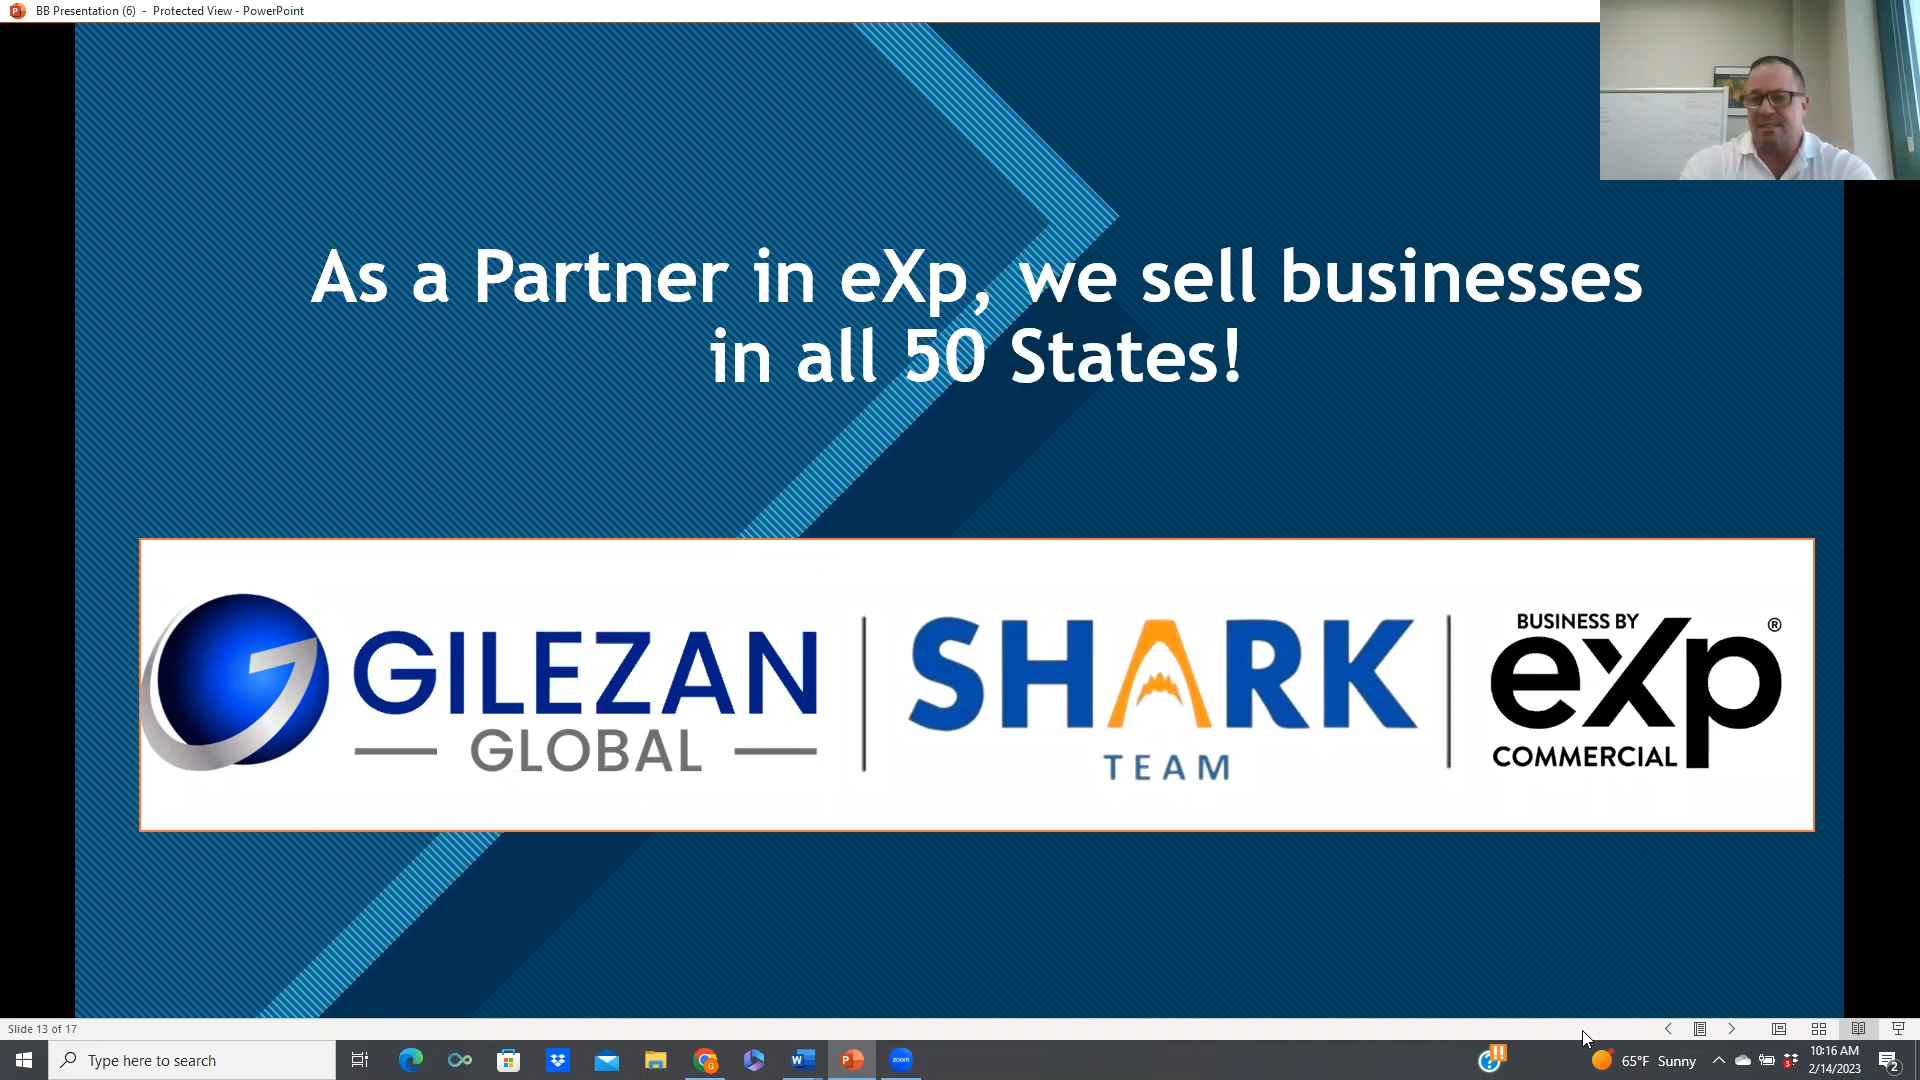 BB Presentation (6) - Protected View - PowerPoint
As a Partner in eXp, we sell businesses
in all 50 States!
GILEZAN
GLOBAL
SHARK
TEAM
BUSINESS BY
eXp®
COMMERCIAL
Slide 13 of 17
Type here to search
zoom
65°F Sunny
10:16 AM
2/14/2023
2